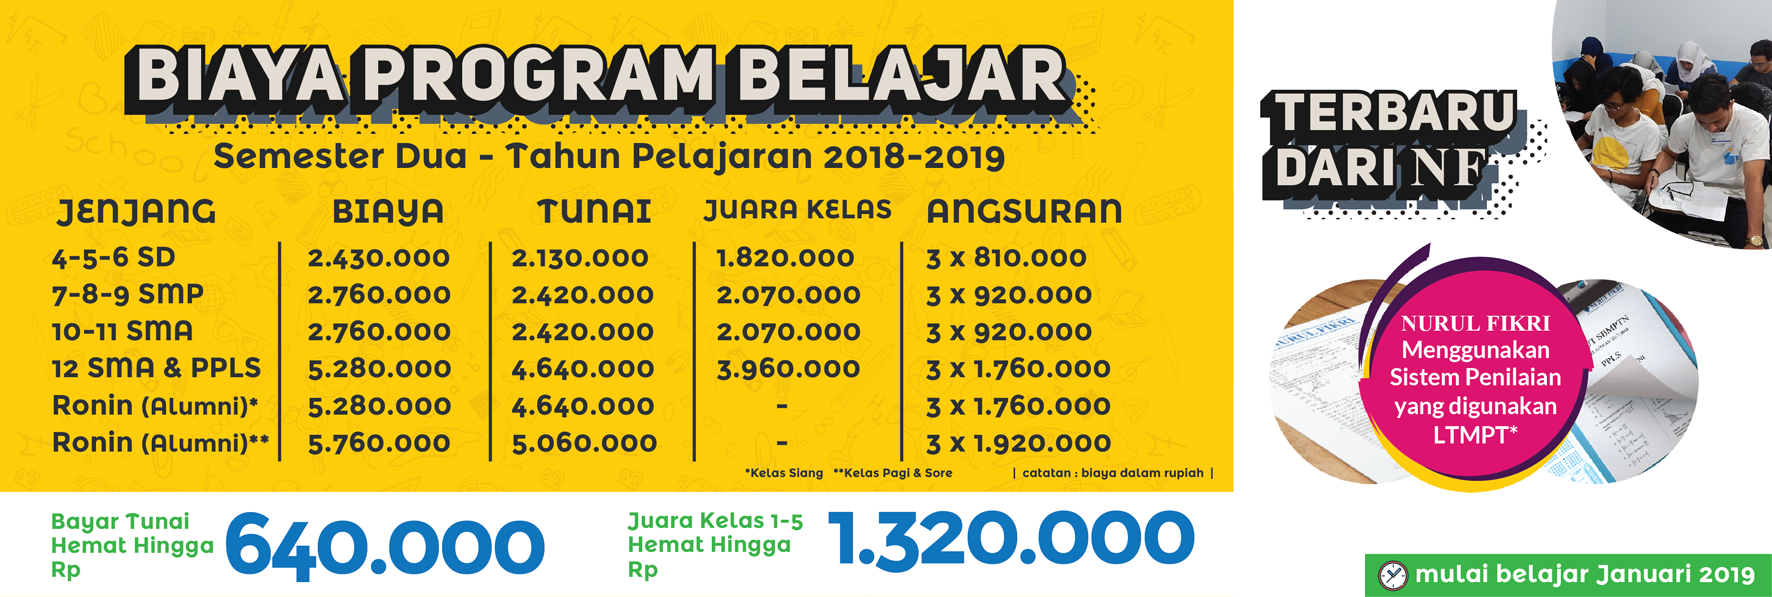 BIAYA PROGRAM BELAJAR
Semester Dua - Tahun Pelajaran 2018-2019
JENJANG BIAYA TUNAI JUARA KELAS ANGSURAN
4-5-6 SD 2.430.000 2.130.000 1.820.000 3 x 810.000
7-8-9 SMP 2.760.000 2.420.000 2.070.000 3 x 920.000
10-11 SMA 2.760.000 2.420.000 2.070.000 3 x 920.000
12 SMA & PPLS 5.280.000 4.640.000 3.960.000 3 x 1.760.000
Ronin (Alumni)* 5.280.000 4.640.000 - 3 x 1.760.000
Ronin (Alumni)** 5.760.000 5.060.000 - 3 x 1.920.000
*Kelas Siang **Kelas Pagi & Sore | catatan : biaya dalam rupiah |
Bayar Tunai
Hemat Hingga
Rp 640.000
Juara Kelas 1-5
Hemat Hingga
Rp 1.320.000
TERBARU
DARI NF
NURUL FIKRI
Menggunakan
Sistem Penilaian
yang digunakan
LTMPT*
SBMPTN
PPLS
mulai belajar Januari 2019